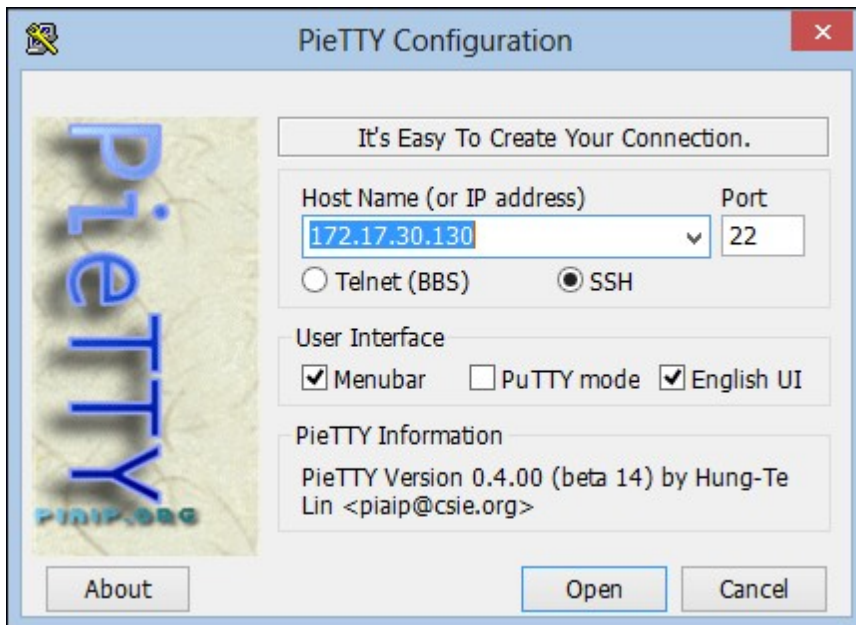 PieTTY Configuration
PieTTY
PIAIP.ORG
It's Easy To Create Your Connection.
Host Name (or IP address) Port
172.17.30.130 22
Telnet (BBS) SSH
User Interface
Menubar PuTTY mode English UI
PieTTY Information
PieTTY Version 0.4.00 (beta 14) by Hung-Te
Lin <piaip@csie.org>
About Open Cancel